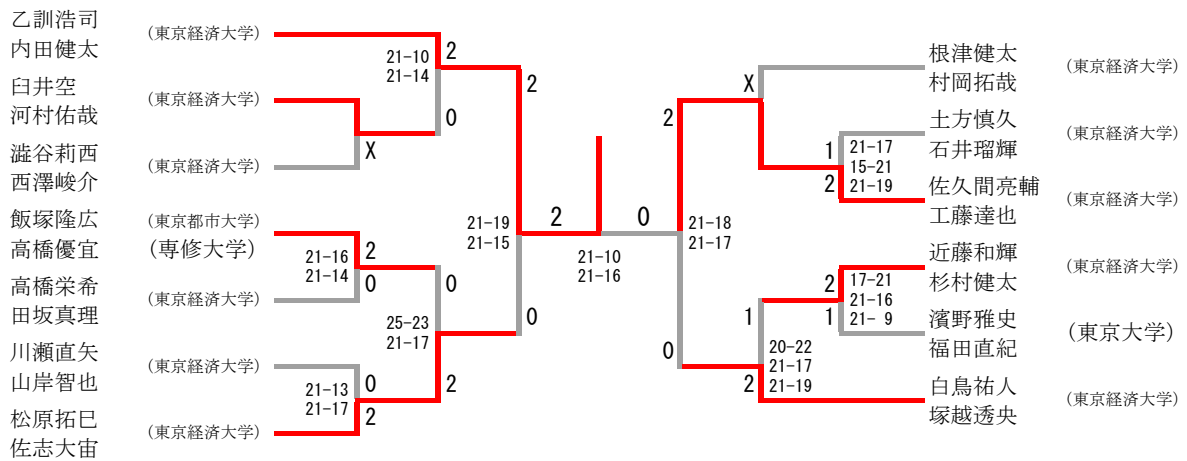 乙訓浩司
内田健太
(東京経済大学)
臼井空
河村佑哉
(東京経済大学)
澁谷莉西
西澤峻介
(東京経済大学)
飯塚隆広
高橋優宜
(東京都市大学)
(専修大学)
高橋栄希
田坂真理
(東京経済大学)
川瀬直矢
山岸智也
(東京経済大学)
松原拓巳
佐志大宙
(東京経済大学)
21-10
21-14
2
0
X
21-16
21-14
2
0
21-13
21-17
0
2
25-23
21-17
0
2
21-19
21-15
2
0
2
0
21-10
21-16
21-18
21-17
2
0
X
1
2
21-17
15-21
21-19
2
1
17-21
21-16
21- 9
1
2
20-22
21-17
21-19
根津健太
村岡拓哉
(東京経済大学)
土方慎久
石井瑠輝
(東京経済大学)
佐久間亮輔
工藤達也
(東京経済大学)
近藤和輝
杉村健太
(東京経済大学)
濱野雅史
福田直紀
(東京大学)
白鳥祐人
塚越透央
(東京経済大学)